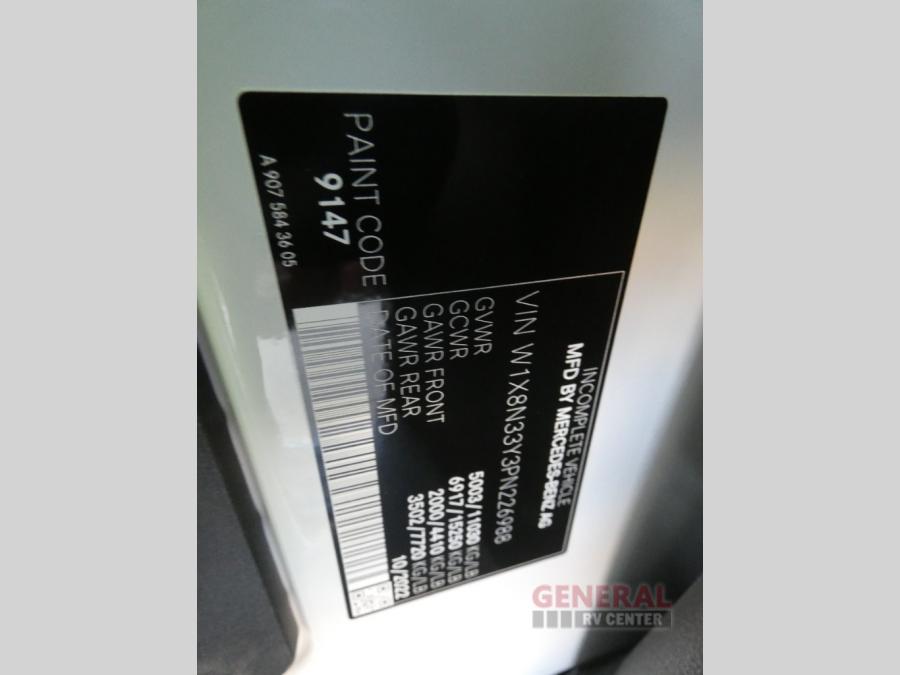 INCOMPLETE VEHICLE
MFD BY MERCEDES-BENZ AG
VIN W1X8N33Y3PN226988
GVWR 5003/11030 KG/LB
GCWR 6917/15250 KG/LB
GAWR FRONT 2000/4410 KG/LB
GAWR REAR 3502/7720 KG/LB
DATE OF MFD 10/2022
PAINT CODE
9147
A 907 584 36 05
GENERAL
RV CENTER